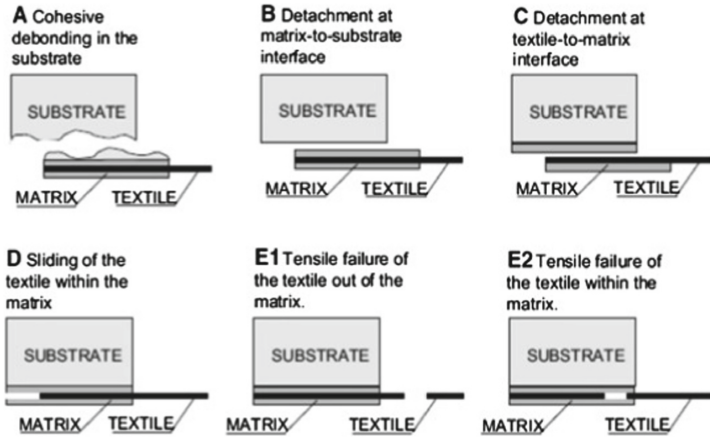 A Cohesive
debonding in the
substrate
SUBSTRATE
MATRIX TEXTILE
B Detachment at
matrix-to-substrate
interface
SUBSTRATE
MATRIX TEXTILE
C Detachment at
textile-to-matrix
interface
SUBSTRATE
MATRIX TEXTILE
D Sliding of the
textile within the
matrix
SUBSTRATE
MATRIX TEXTILE
E1 Tensile failure of
the textile out of the
matrix.
SUBSTRATE
MATRIX TEXTILE
E2 Tensile failure of
the textile within the
matrix.
SUBSTRATE
MATRIX TEXTILE